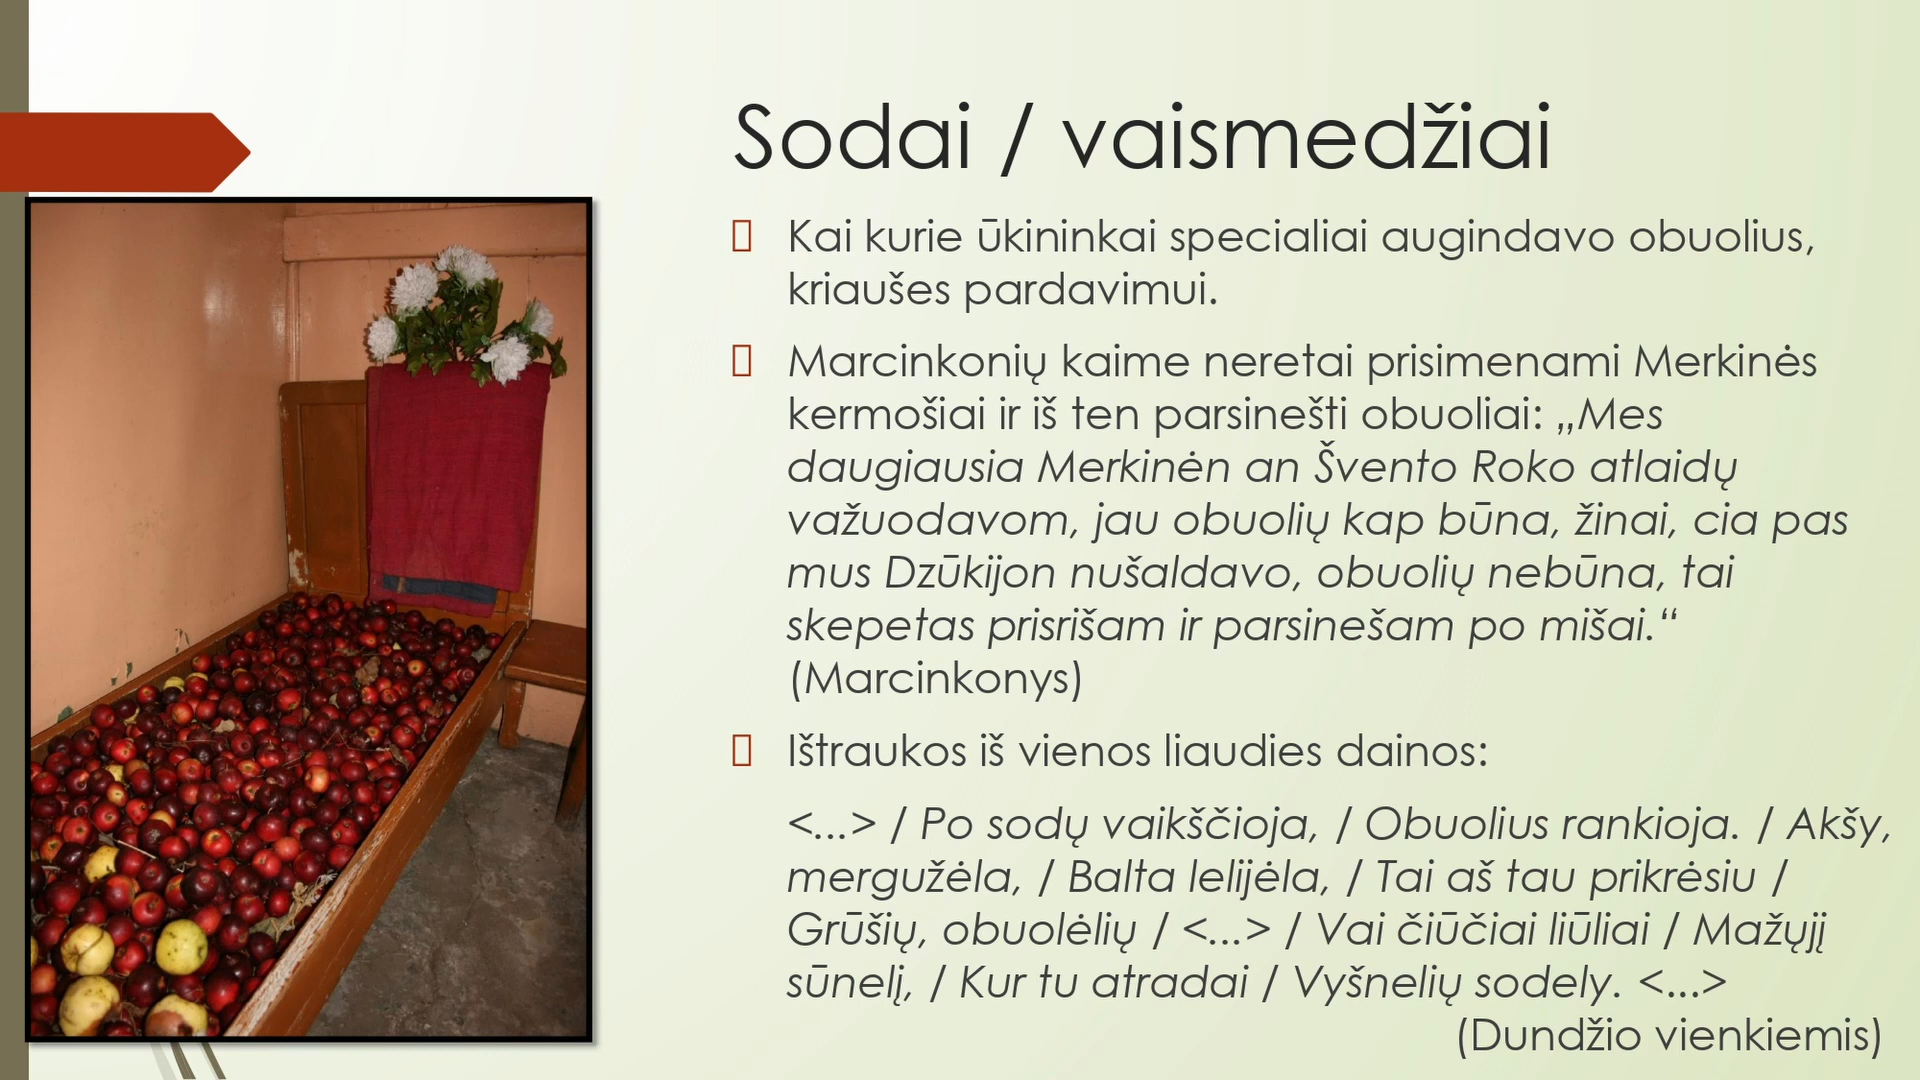 Sodai / vaismedžiai
Kai kurie ūkininkai specialiai augindavo obuolius,
kriaušes pardavimui.
Marcinkonių kaime neretai prisimenami Merkinės
kermošiai ir iš ten parsinešti obuoliai: „Mes
daugiausia Merkinėn an Švento Roko atlaidų
važuodavom, jau obuolių kap būna, žinai, cia pas
mus Dzūkijon nušaldavo, obuolių nebūna, tai
skepetas prisrišam ir parsinešam po mišai.“
(Marcinkonys)
Ištraukos iš vienos liaudies dainos:
<...> / Po sodų vaikščioja, / Obuolius rankioja. / Akšy,
mergužėla, / Balta lelijėla, / Tai aš tau prikrėsiu /
Grūšių, obuolėlių / <...> / Vai čiūčiai liūliai / Mažųjį
sūnelį, / Kur tu atradai / Vyšnelių sodely. <...>
(Dundžio vienkiemis)